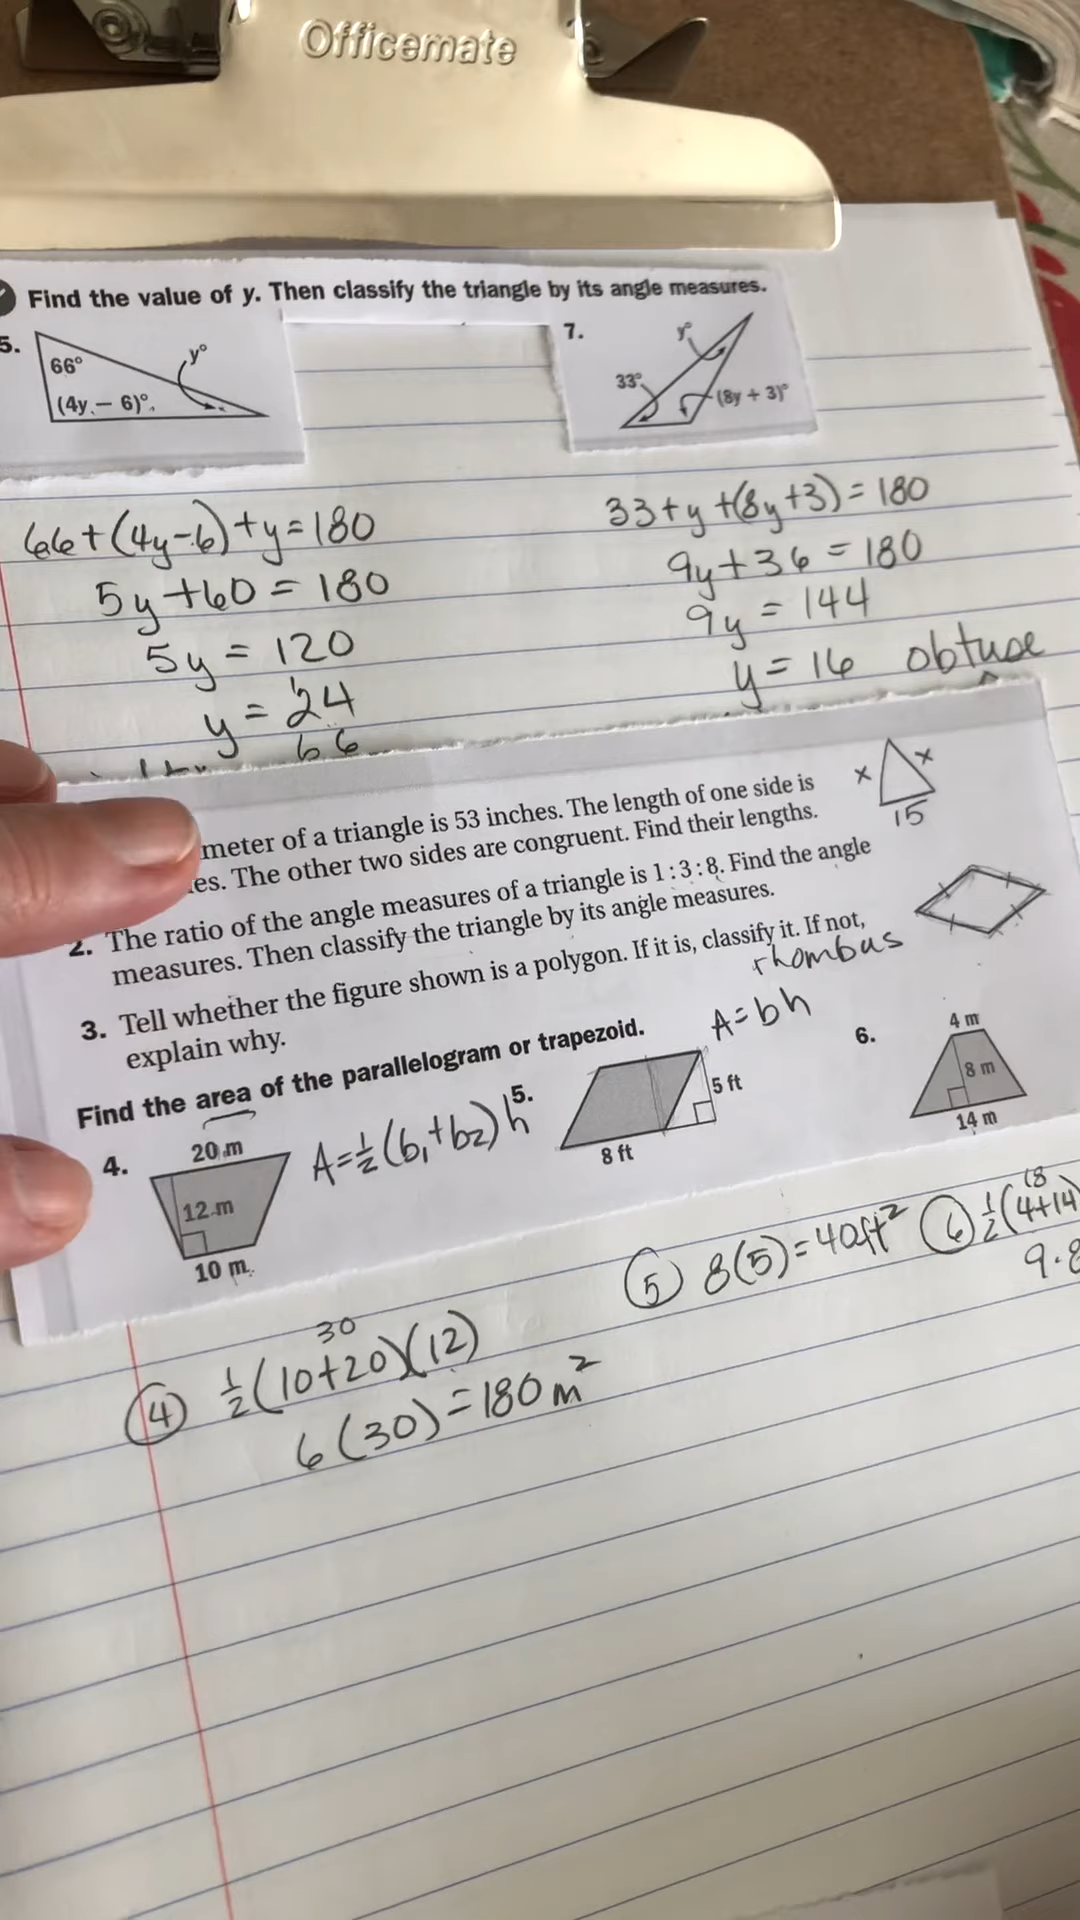 Officemate
Find the value of y. Then classify the triangle by its angle measures.
5.
66°
(4y - 6)°
y°
7.
y°
33°
(8y + 3)°
66+(4y-6)+y=180
5y+60=180
5y=120
y=24
66
33+y+(8y+3)=180
9y+36=180
9y=144
y=16 obtuse
meter of a triangle is 53 inches. The length of one side is
es. The other two sides are congruent. Find their lengths.
x x
15
2. The ratio of the angle measures of a triangle is 1:3:8. Find the angle
measures. Then classify the triangle by its angle measures.
3. Tell whether the figure shown is a polygon. If it is, classify it. If not,
explain why.
rhombus
Find the area of the parallelogram or trapezoid.
4.
20 m
12 m
10 m
A=½(b₁+b₂)h
5.
A=bh
5 ft
8 ft
6.
4 m
8 m
14 m
④ ½(10+20)(12)
30
6(30)=180m²
⑤ 8(5)=40ft²
⑥ ½(4+14)
18